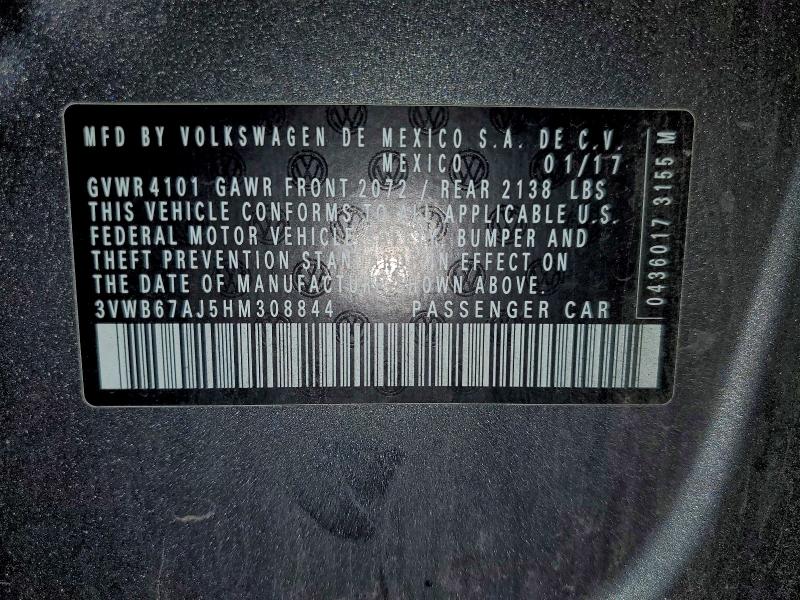 MFD BY VOLKSWAGEN DE MEXICO S.A. DE C.V.
MEXICO 01/17
GVWR 4101 GAWR FRONT 2072 / REAR 2138 LBS
THIS VEHICLE CONFORMS TO ALL APPLICABLE U.S.
FEDERAL MOTOR VEHICLE BUMPER AND
THEFT PREVENTION IN EFFECT ON
THE DATE OF MANUFACTURE SHOWN ABOVE.
3VWB67AJ5HM308844 PASSENGER CAR
0436017 3155 M